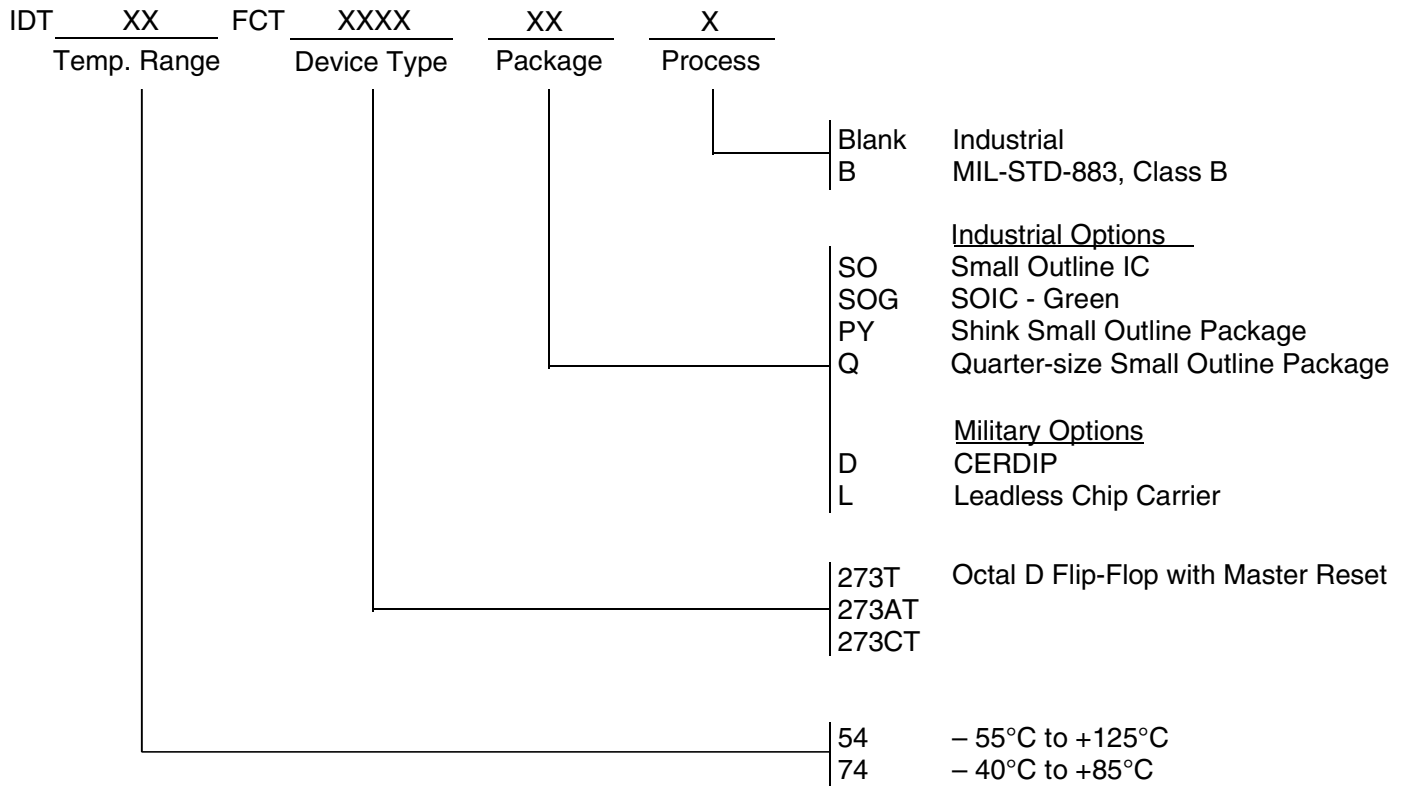 IDT XX FCT XXXX XX X
Temp. Range Device Type Package Process
Blank Industrial
B MIL-STD-883, Class B
Industrial Options
SO Small Outline IC
SOG SOIC - Green
PY Shink Small Outline Package
Q Quarter-size Small Outline Package
Military Options
D CERDIP
L Leadless Chip Carrier
273T Octal D Flip-Flop with Master Reset
273AT
273CT
54 – 55°C to +125°C
74 – 40°C to +85°C